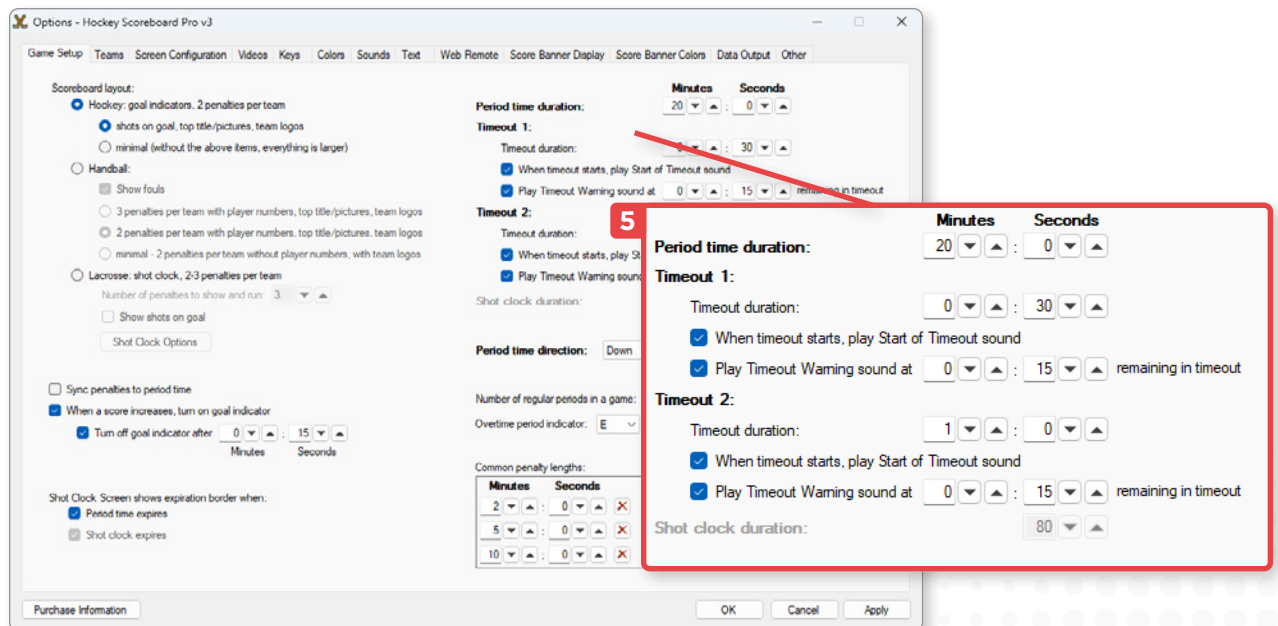 Options - Hockey Scoreboard Pro v3
Game Setup Teams Screen Configuration Videos Keys Colors Sounds Text Web Remote Score Banner Display Score Banner Colors Data Output Other
Scoreboard layout:
Hockey: goal indicators, 2 penalties per team
shots on goal, top title/pictures, team logos
minimal (without the above items, everything is larger)
Handball:
Show fouls
3 penalties per team with player numbers, top title/pictures, team logos
2 penalties per team with player numbers, top title/pictures, team logos
minimal - 2 penalties per team without player numbers, with team logos
Lacrosse: shot clock, 2-3 penalties per team
Number of penalties to show and run: 3
Show shots on goal
Shot Clock Options
Sync penalties to period time
When a score increases, turn on goal indicator
Turn off goal indicator after 0 : 15
Minutes Seconds
Shot Clock Screen shows expiration border when:
Period time expires
Shot clock expires
Minutes Seconds
Period time duration: 20 : 0
Timeout 1:
Timeout duration: 0 : 30
When timeout starts, play Start of Timeout sound
Play Timeout Warning sound at 0 : 15 remaining in timeout
Timeout 2:
Timeout duration:
When timeout starts, play St
Play Timeout Warning soun
Shot clock duration:
Period time direction: Down
Number of regular periods in a game:
Overtime period indicator: E
Common penalty lengths:
Minutes Seconds
2 : 0
5 : 0
10 : 0
Purchase Information OK Cancel Apply
5
Minutes Seconds
Period time duration: 20 : 0
Timeout 1:
Timeout duration: 0 : 30
When timeout starts, play Start of Timeout sound
Play Timeout Warning sound at 0 : 15 remaining in timeout
Timeout 2:
Timeout duration: 1 : 0
When timeout starts, play Start of Timeout sound
Play Timeout Warning sound at 0 : 15 remaining in timeout
Shot clock duration: 80